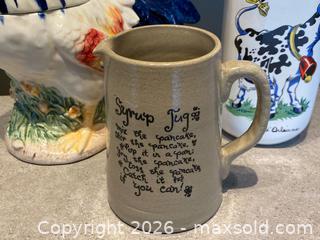 Syrup Jug
Mix the pancake,
Stir the pancake,
Pop it in a pan;
Fry the pancake,
Toss the pancake
Catch it if
you can!
Copyright ©2026 - maxsold.com